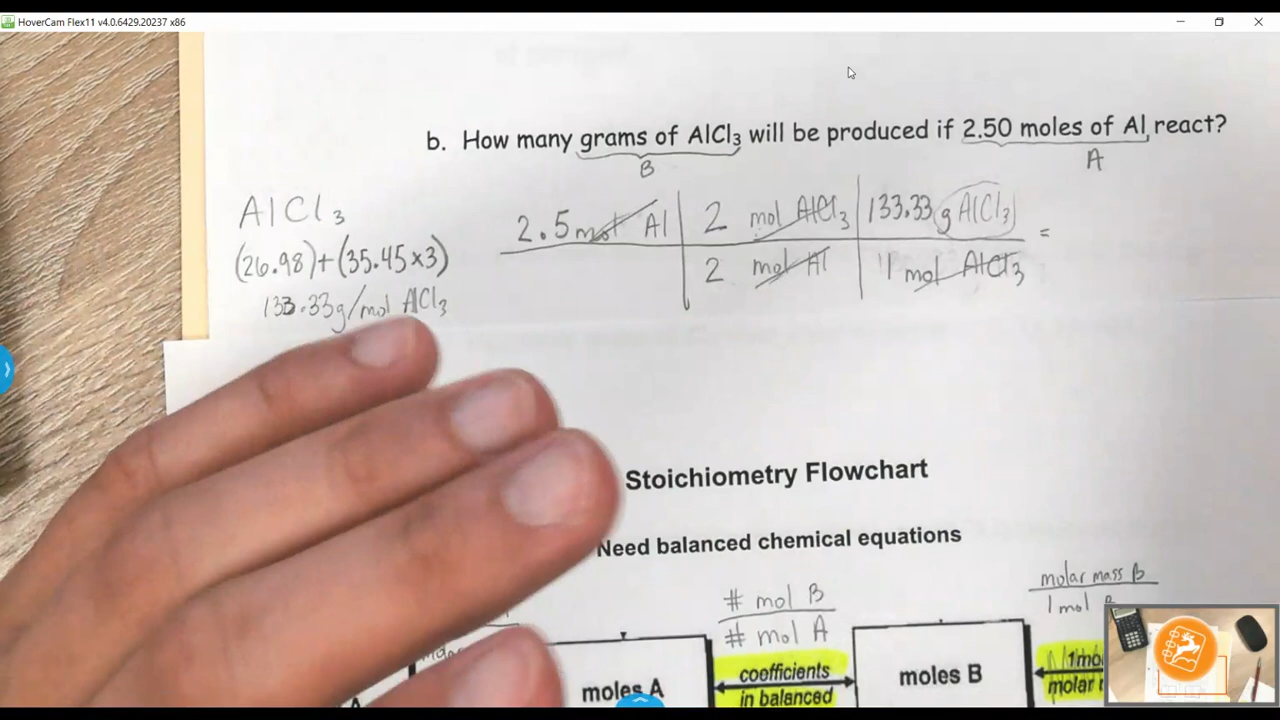 HoverCam Flex11 v4.0.6429.20237 x86
b. How many grams of AlCl3 will be produced if 2.50 moles of Al react?
B
A
AlCl3
(26.98)+(35.45×3)
133.33g/mol AlCl3
2.5 mol Al | 2 mol AlCl3 | 133.33 g AlCl3 =
2 mol Al | 1 mol AlCl3
Stoichiometry Flowchart
Need balanced chemical equations
# mol B
# mol A
molar mass B
1 mol
coefficients
in balanced
moles A
moles B
1mo
molar